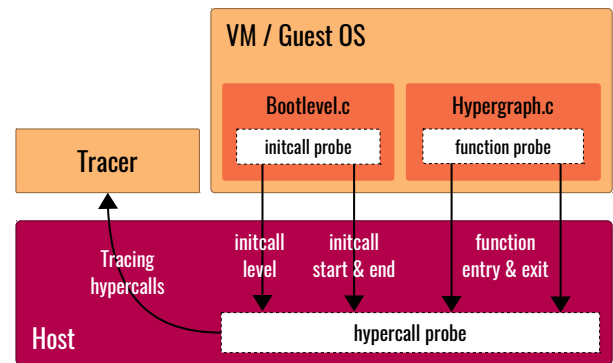 VM / Guest OS
Bootlevel.c
Hypergraph.c
initcall probe
function probe
Tracer
Tracing
hypercalls
initcall
level
initcall
start & end
function
entry & exit
hypercall probe
Host